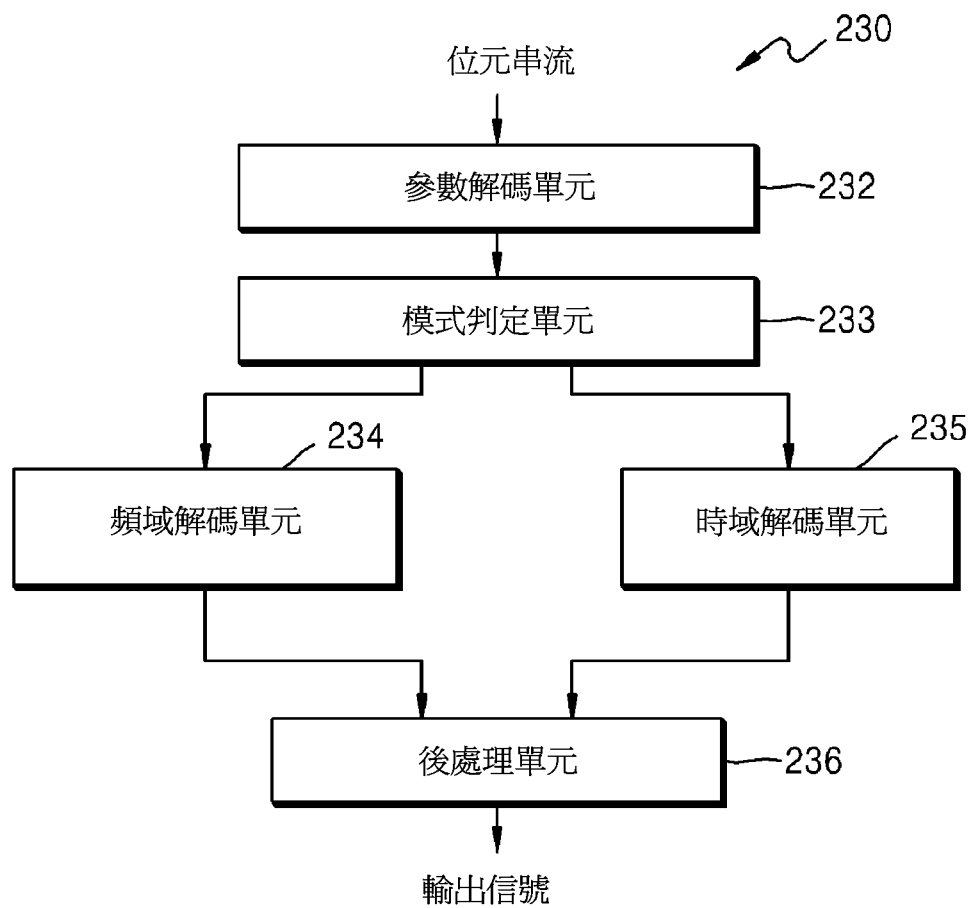 230
位元串流
參數解碼單元
232
模式判定單元
233
234
235
頻域解碼單元
時域解碼單元
後處理單元
236
輸出信號